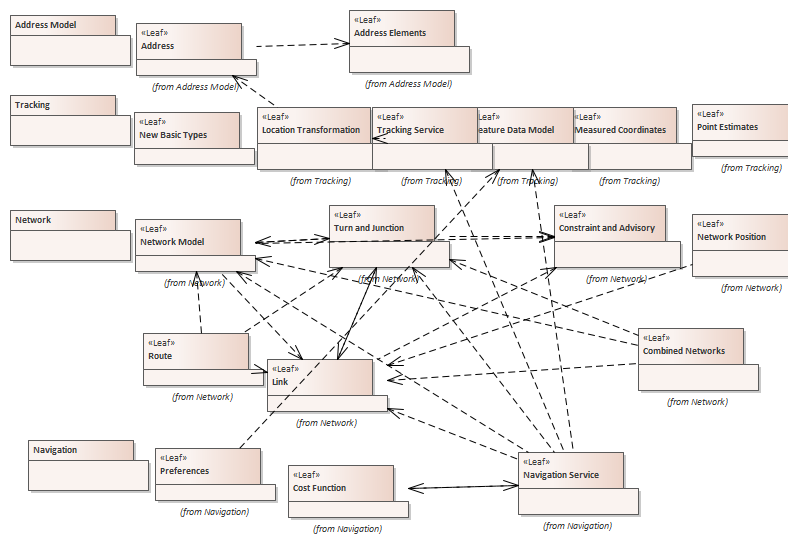 Address Model
«Leaf»
Address
(from Address Model)
«Leaf»
Address Elements
(from Address Model)
Tracking
«Leaf»
New Basic Types
«Leaf»
Location Transformation
(from Tracking)
«Leaf»
Tracking Service
(from Tracking)
«Leaf»
eature Data Model
(from Tracking)
«Leaf»
Measured Coordinates
(from Tracking)
«Leaf»
Point Estimates
(from Tracking)
Network
«Leaf»
Network Model
(from Network)
«Leaf»
Turn and Junction
(from Network)
«Leaf»
Constraint and Advisory
(from Network)
«Leaf»
Network Position
(from Network)
«Leaf»
Route
(from Network)
«Leaf»
Link
(from Network)
«Leaf»
Combined Networks
(from Network)
Navigation
«Leaf»
Preferences
(from Navigation)
«Leaf»
Cost Function
(from Navigation)
«Leaf»
Navigation Service
(from Navigation)